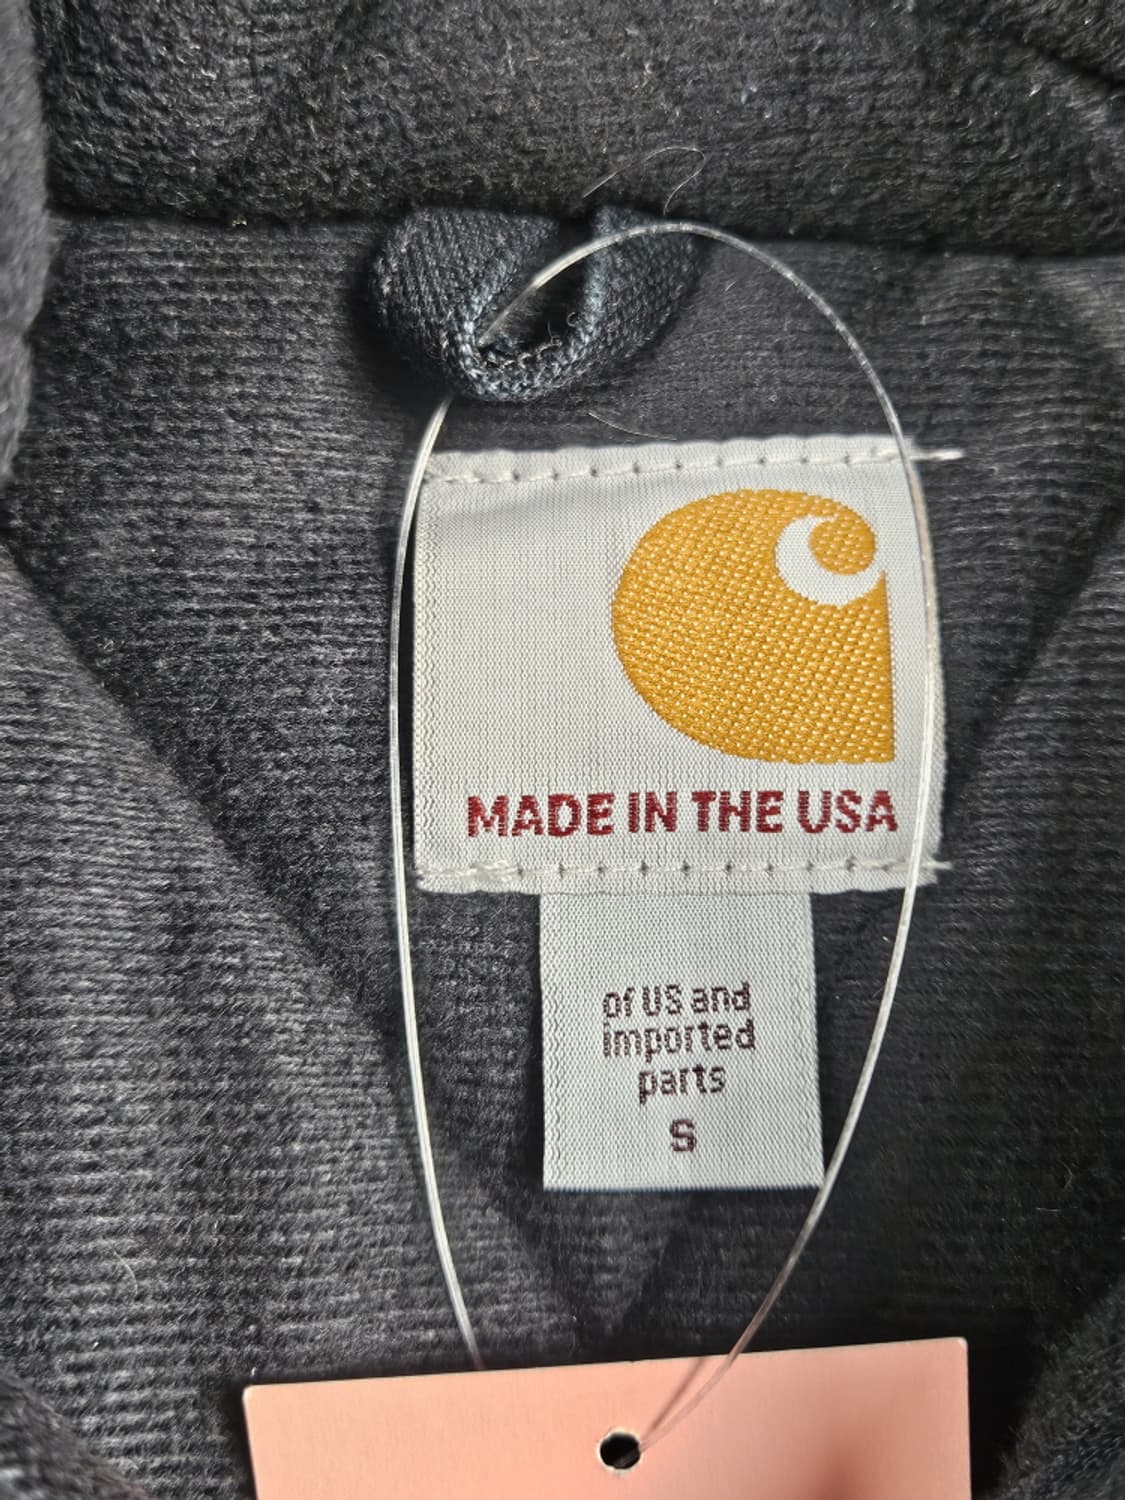 MADE IN THE USA
of US and
imported
parts
S